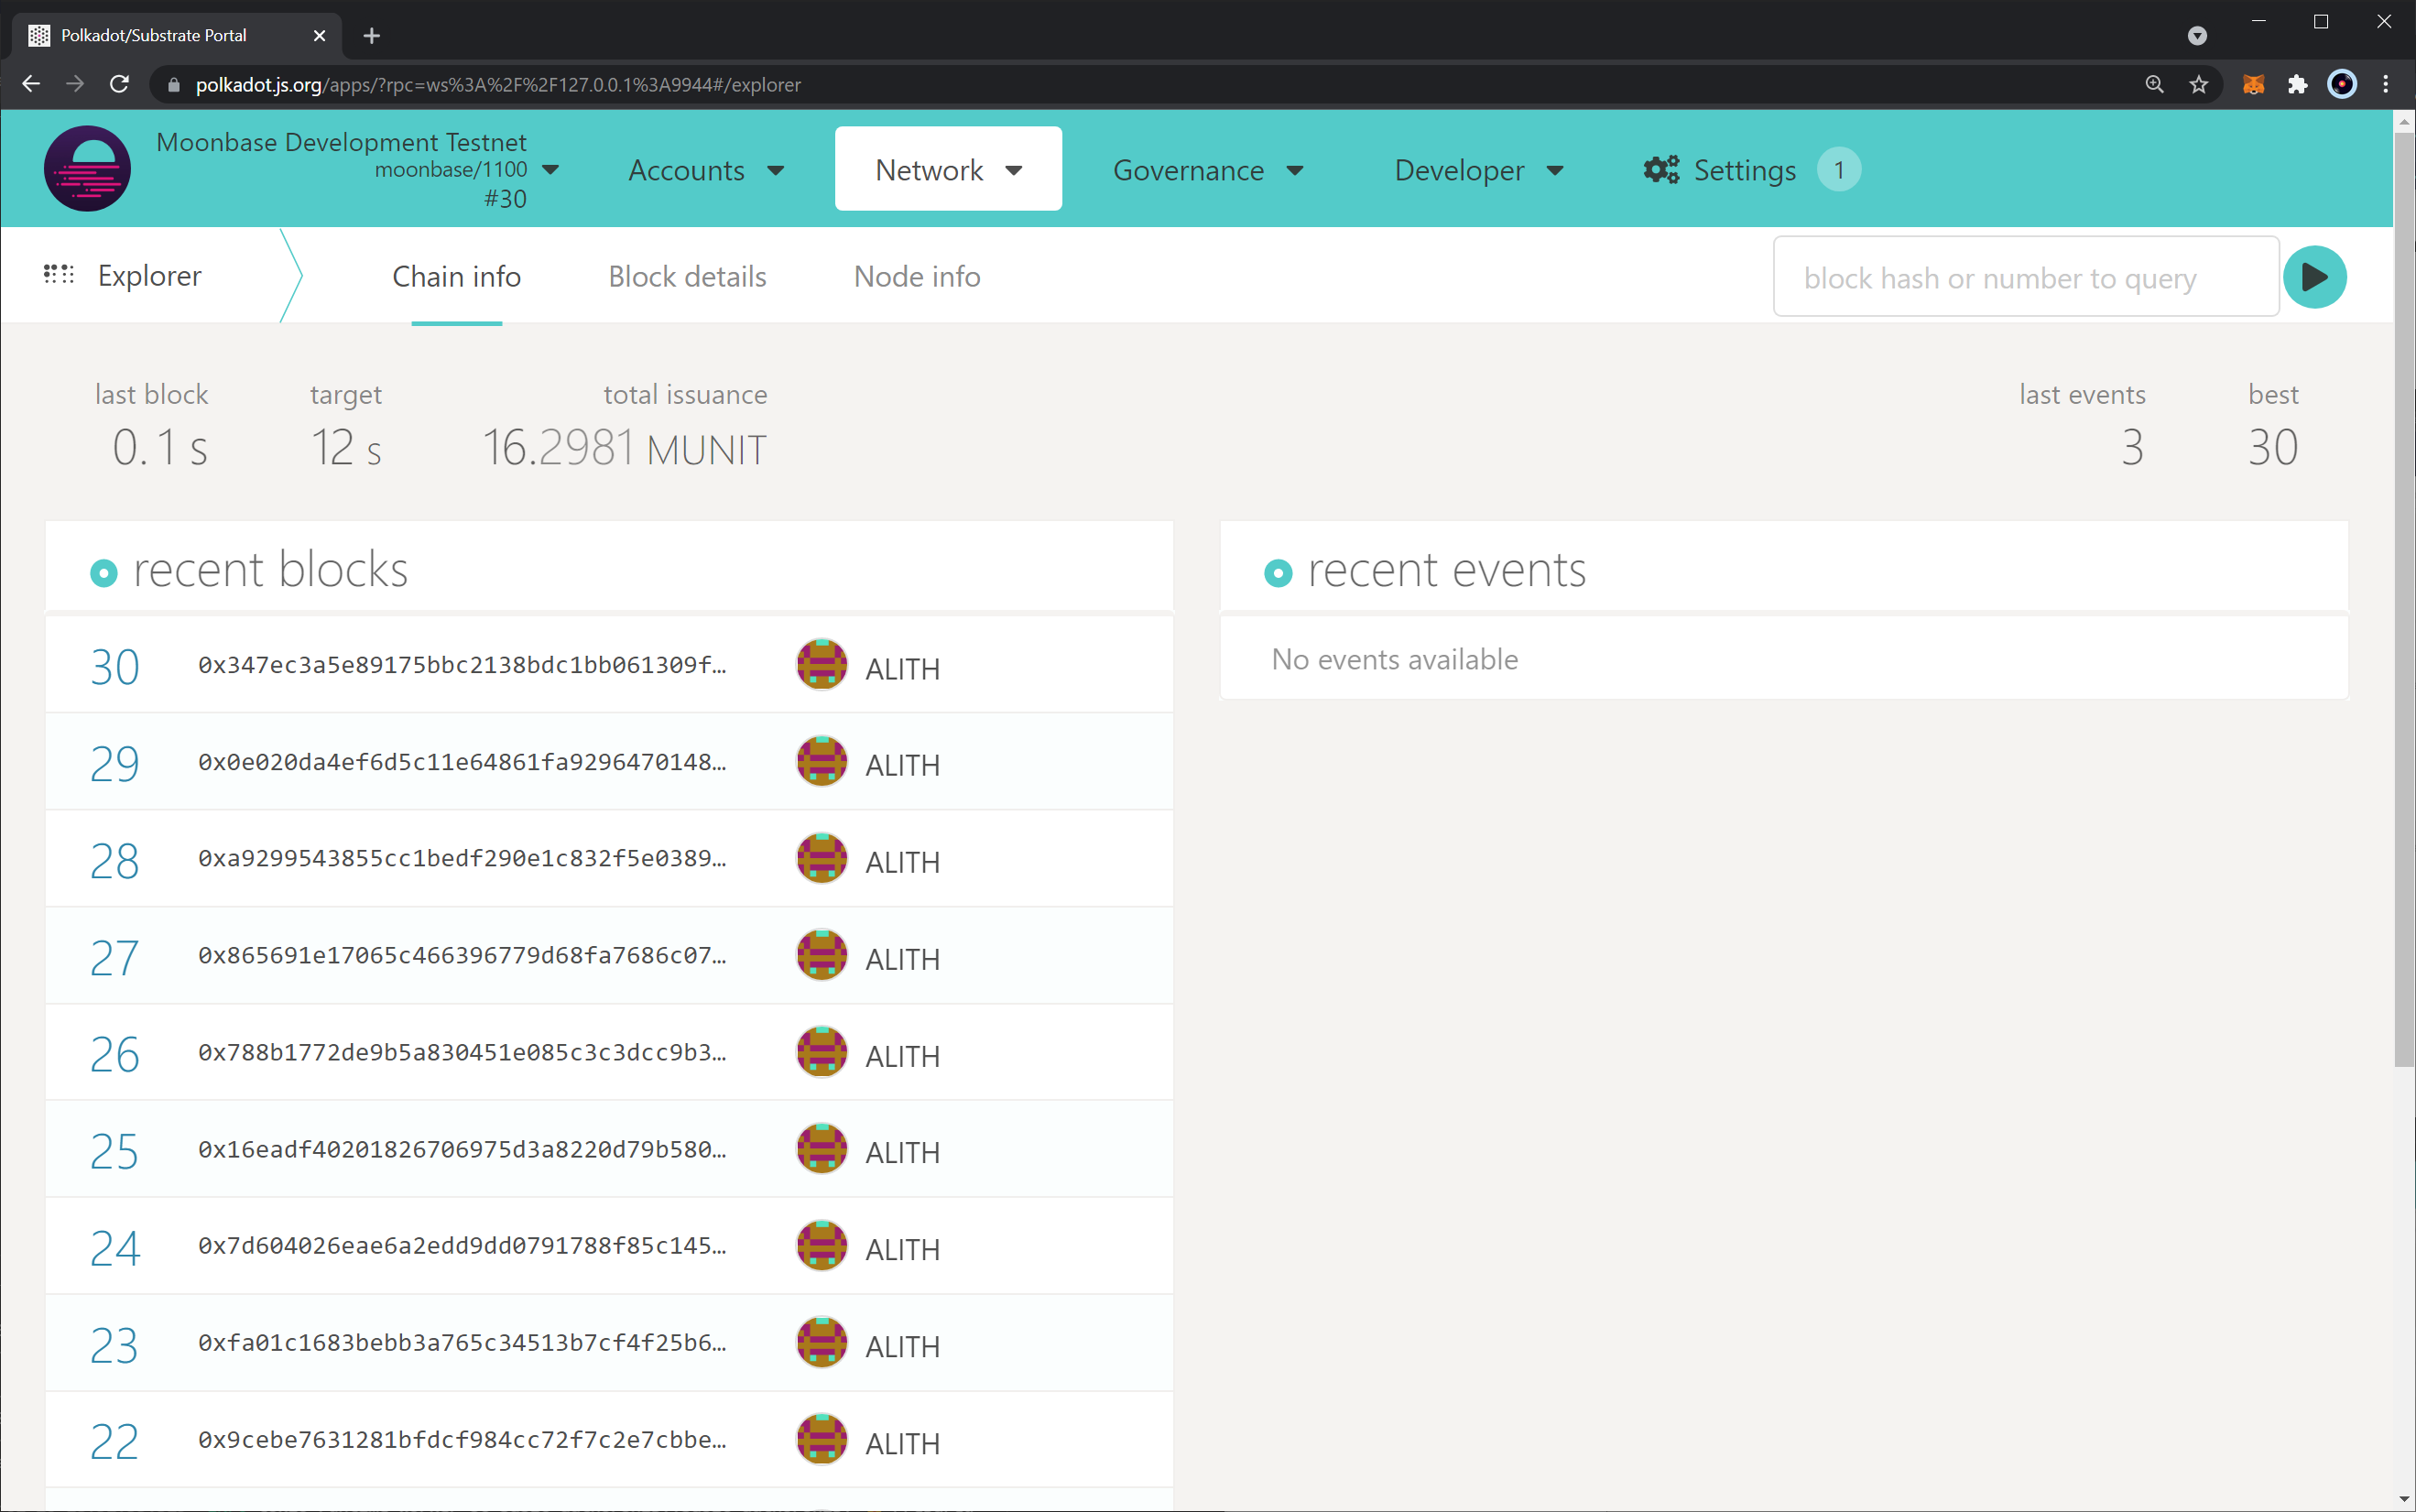 Polkadot/Substrate Portal
polkadot.js.org/apps/?rpc=ws%3A%2F%2F127.0.0.1%3A9944#/explorer
Moonbase Development Testnet
moonbase/1100
#30
Accounts
Network
Governance
Developer
Settings
1
Explorer
Chain info
Block details
Node info
block hash or number to query
last block
0.1 s
target
12 s
total issuance
16.2981 MUNIT
last events
3
best
30
recent blocks
30 0x347ec3a5e89175bbc2138bdc1bb061309f… ALITH
29 0x0e020da4ef6d5c11e64861fa9296470148… ALITH
28 0xa9299543855cc1bedf290e1c832f5e0389… ALITH
27 0x865691e17065c466396779d68fa7686c07… ALITH
26 0x788b1772de9b5a830451e085c3c3dcc9b3… ALITH
25 0x16eadf40201826706975d3a8220d79b580… ALITH
24 0x7d604026eae6a2edd9dd0791788f85c145… ALITH
23 0xfa01c1683bebb3a765c34513b7cf4f25b6… ALITH
22 0x9cebe7631281bfdcf984cc72f7c2e7cbbe… ALITH
recent events
No events available